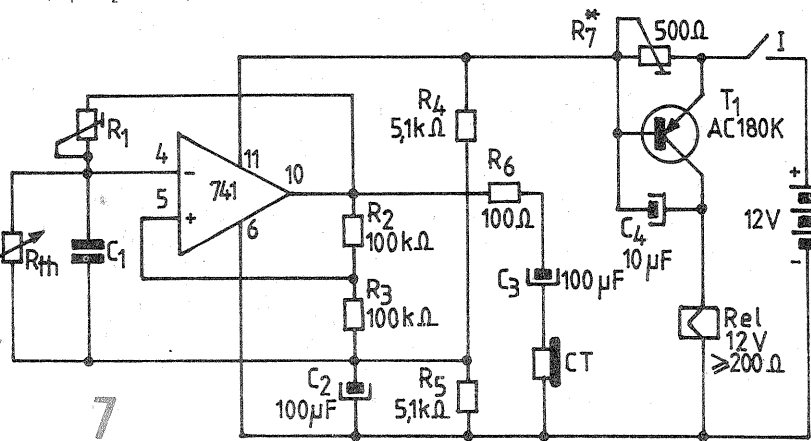 R7*
500Ω
I
T1
AC180K
R4
5,1kΩ
R1
4
11
10
741
5
6
R6
100Ω
+
12V
-
-
+
R2
100kΩ
Rth
C1
C4
10µF
R3
100kΩ
C3
100µF
Rel
12V
≥200Ω
CT
C2
100µF
R5
5,1kΩ
7